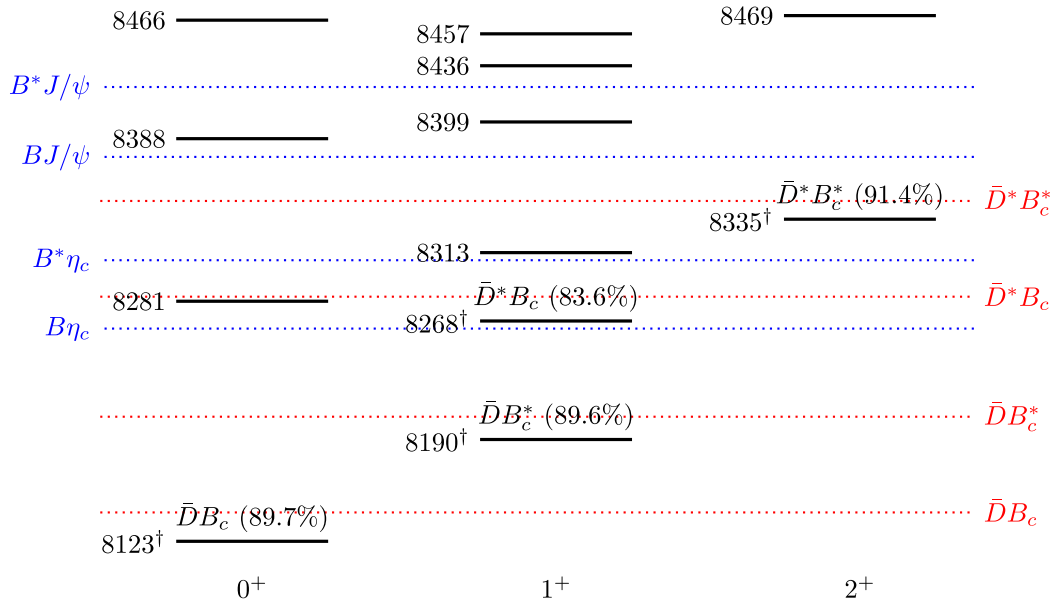 8466
8469
8457
8436
B*J/ψ
8399
8388
BJ/ψ
D̄*B*c (91.4%)
D̄*B*c
8335†
8313
B*ηc
8281
D̄*Bc (83.6%)
D̄*Bc
8268†
Bηc
D̄B*c (89.6%)
D̄B*c
8190†
D̄Bc (89.7%)
D̄Bc
8123†
0⁺ 1⁺ 2⁺